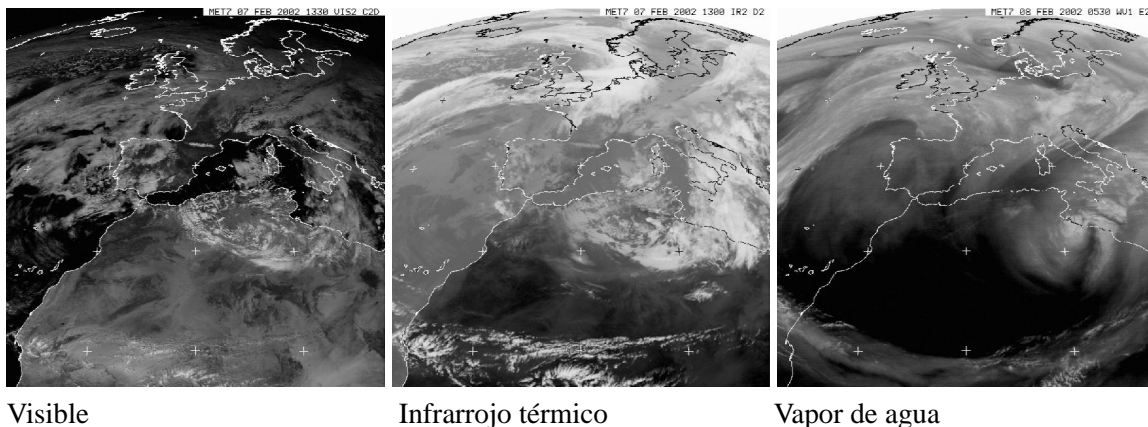 MET7 07 FEB 2002 1330 VIS2 C2D
MET7 07 FEB 2002 1300 IR2 D2
MET7 08 FEB 2002 0530 WV1 E2
Visible
Infrarrojo térmico
Vapor de agua